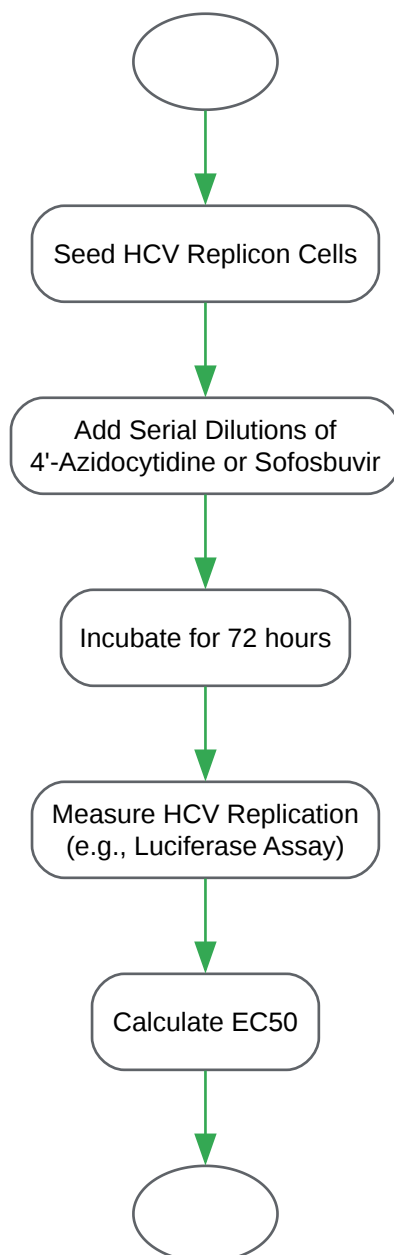 Seed HCV Replicon Cells
Add Serial Dilutions of
4'-Azidocytidine or Sofosbuvir
Incubate for 72 hours
Measure HCV Replication
(e.g., Luciferase Assay)
Calculate EC50